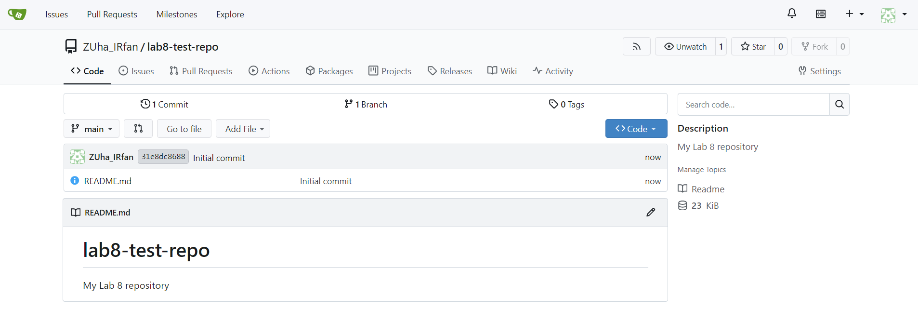 Issues Pull Requests Milestones Explore
ZUha_IRfan / lab8-test-repo
Unwatch 1 Star 0 Fork 0
Code Issues Pull Requests Actions Packages Projects Releases Wiki Activity Settings
1 Commit 1 Branch 0 Tags
Search code...
main Go to file Add File Code
Description
ZUha_IRfan 31e8dc8688 Initial commit now
My Lab 8 repository
Manage Topics
README.md Initial commit now
Readme
23 KiB
README.md
lab8-test-repo
My Lab 8 repository